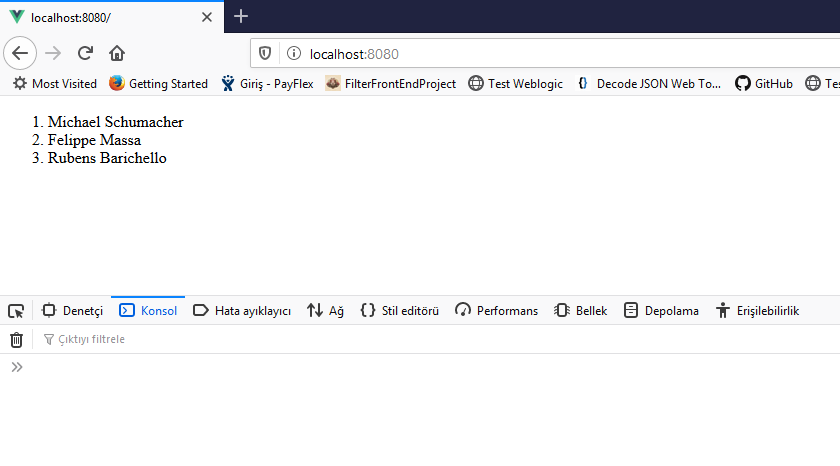 localhost:8080/
localhost:8080
Most Visited Getting Started Giriş - PayFlex FilterFrontEndProject Test Weblogic {} Decode JSON Web To... GitHub Tes
1. Michael Schumacher
2. Felippe Massa
3. Rubens Barichello
Denetçi Konsol Hata ayıklayıcı Ağ {} Stil editörü Performans Bellek Depolama Erişilebilirlik
Çıktıyı filtrele